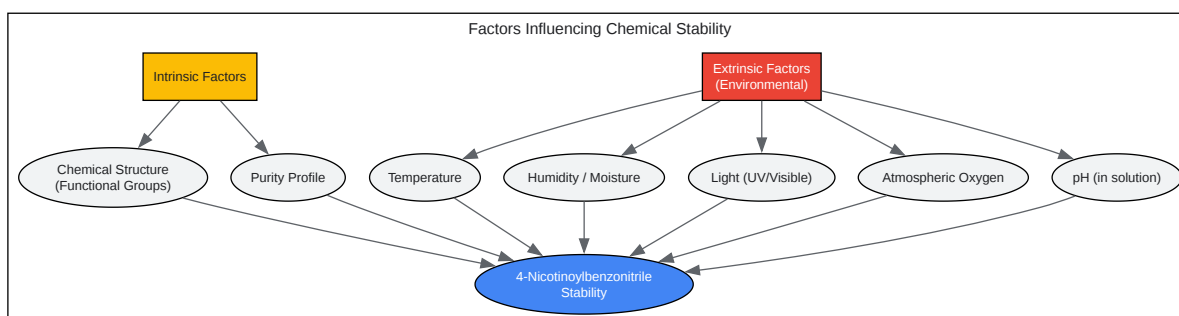 Factors Influencing Chemical Stability
Intrinsic Factors
Extrinsic Factors
(Environmental)
Chemical Structure
(Functional Groups)
Purity Profile
Temperature
Humidity / Moisture
Light (UV/Visible)
Atmospheric Oxygen
pH (in solution)
4-Nicotinoylbenzonitrile
Stability